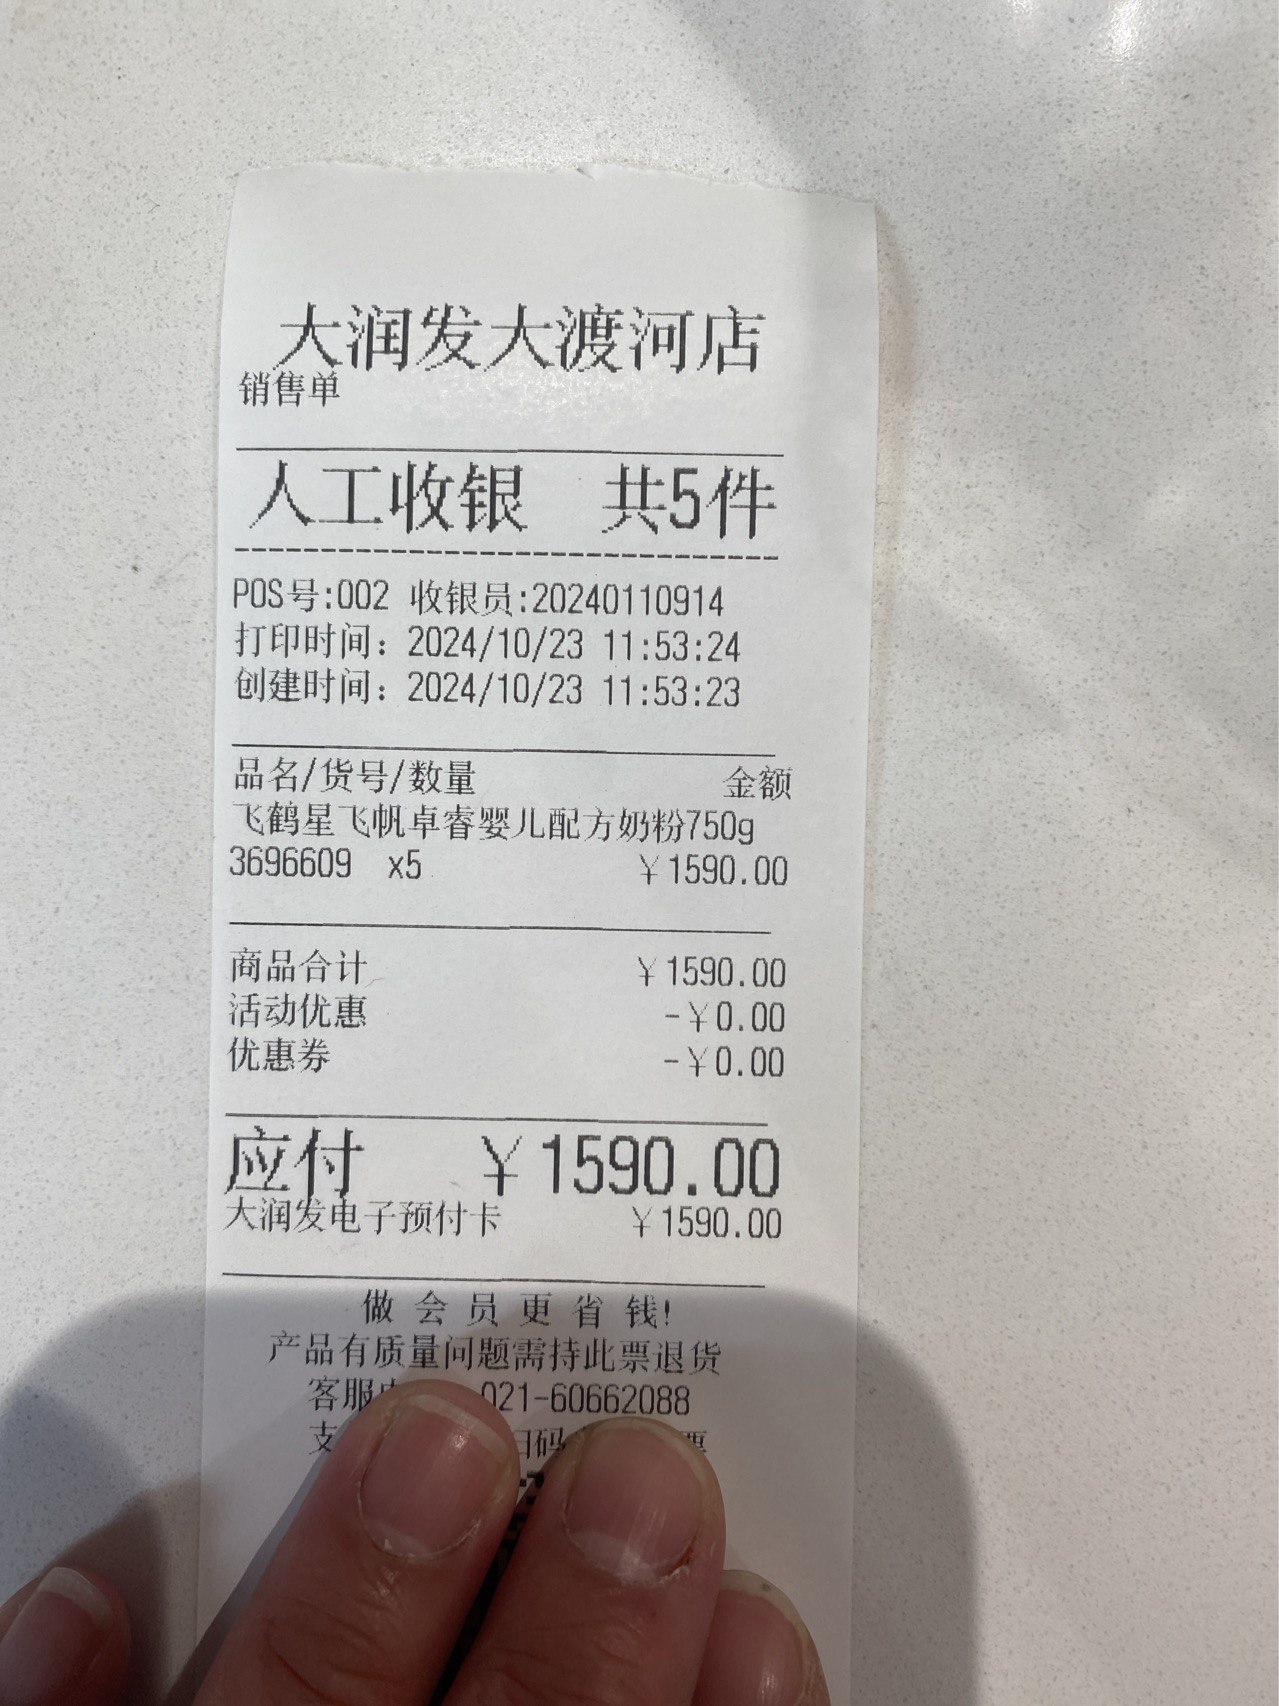 大润发大渡河店
销售单
人工收银 共5件
POS号:002 收银员:20240110914
打印时间：2024/10/23 11:53:24
创建时间：2024/10/23 11:53:23
品名/货号/数量 金额
飞鹤星飞帆卓睿婴儿配方奶粉750g
3696609 x5 ￥1590.00
商品合计 ￥1590.00
活动优惠 -￥0.00
优惠券 -￥0.00
应付 ￥1590.00
大润发电子预付卡 ￥1590.00
做会员更省钱!
产品有质量问题需持此票退货
客服 021-60662088
支 扫码 票